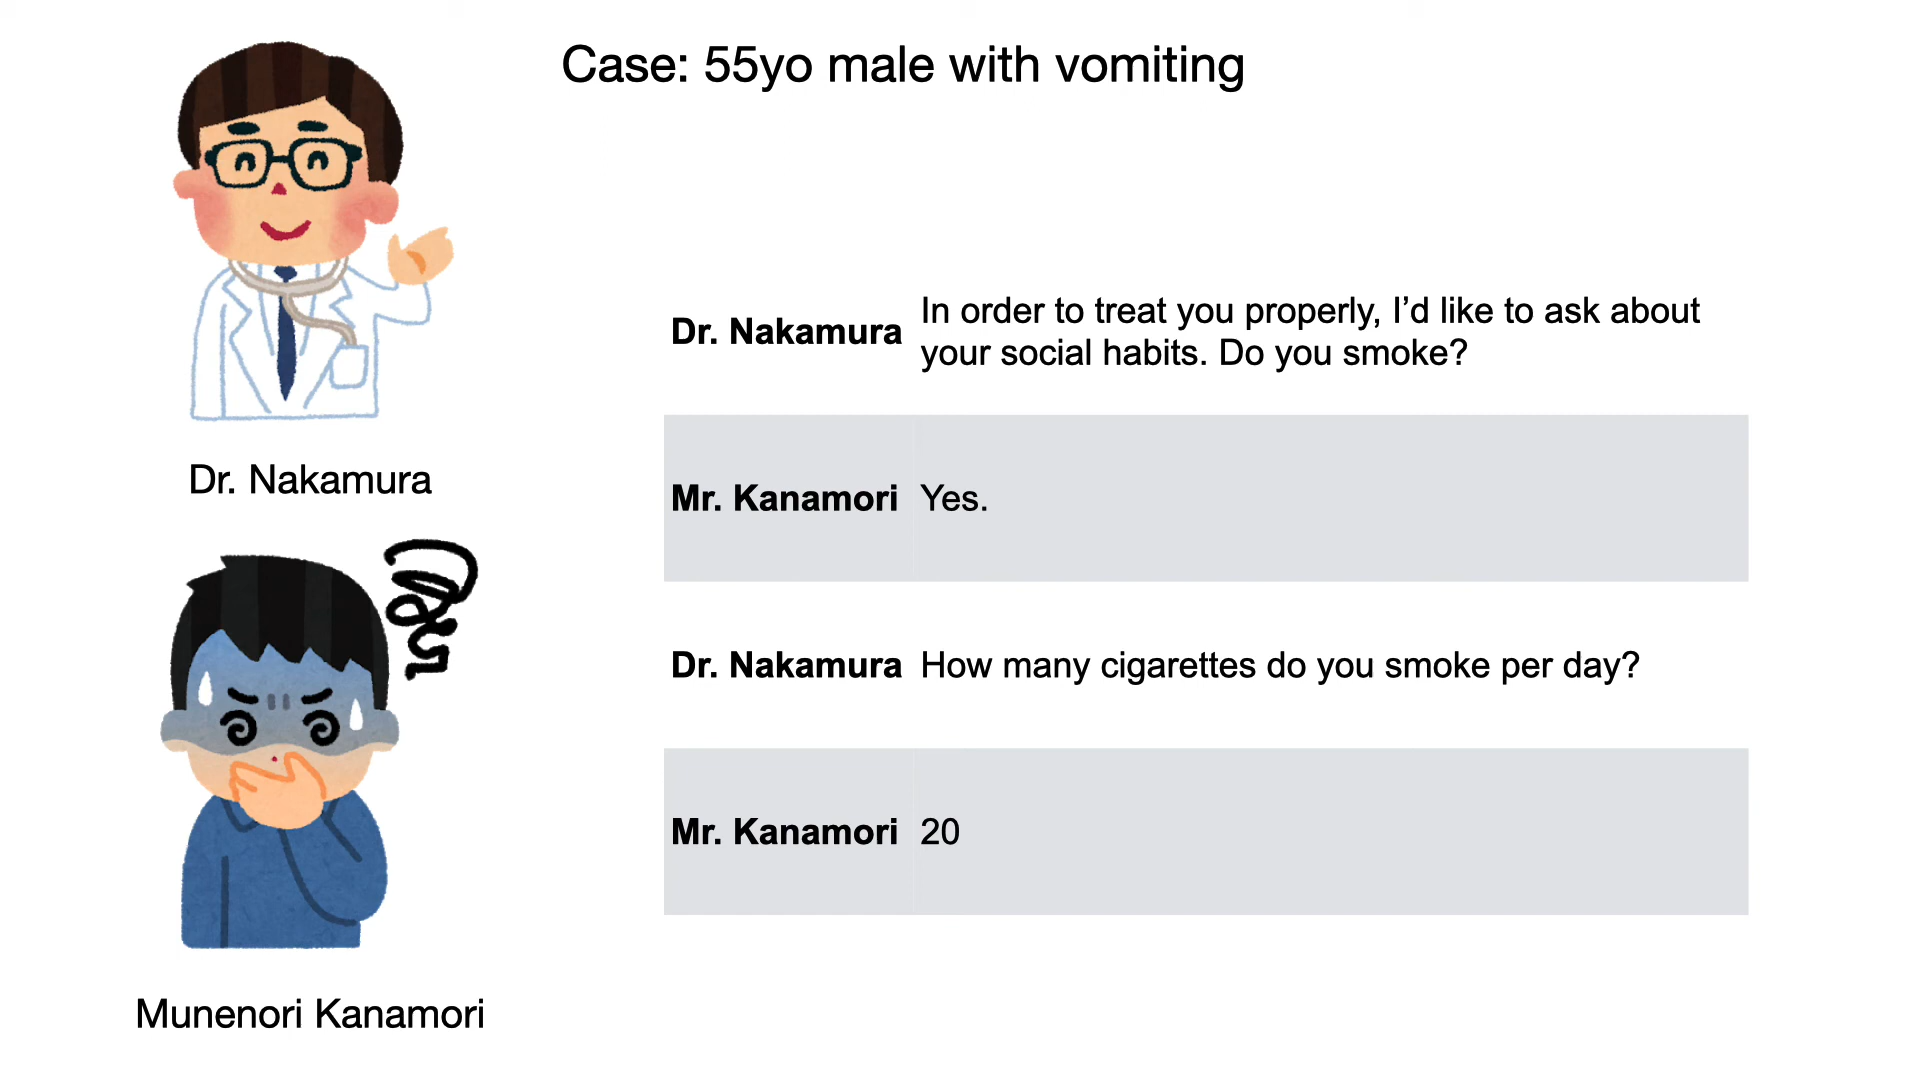 Case: 55yo male with vomiting
Dr. Nakamura
Munenori Kanamori
Dr. Nakamura In order to treat you properly, I’d like to ask about
your social habits. Do you smoke?
Mr. Kanamori Yes.
Dr. Nakamura How many cigarettes do you smoke per day?
Mr. Kanamori 20